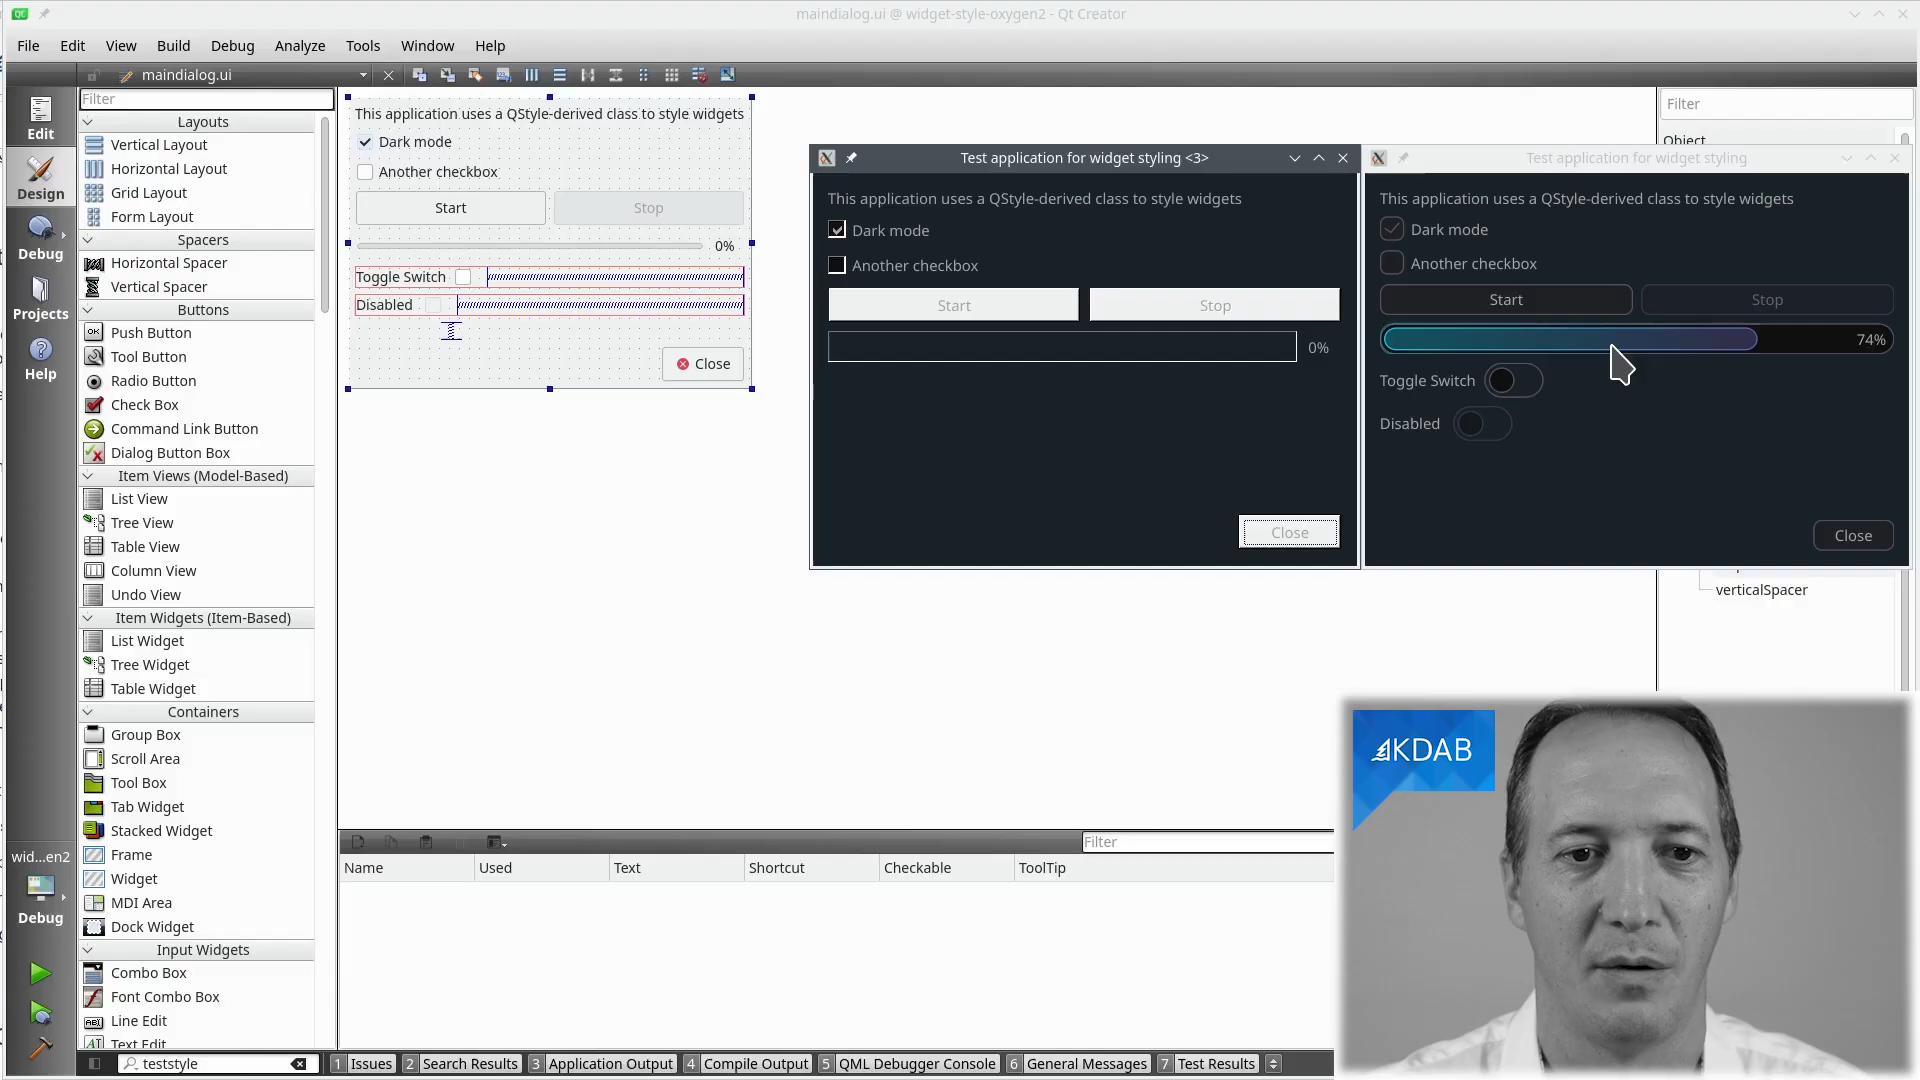 maindialog.ui @ widget-style-oxygen2 - Qt Creator
File Edit View Build Debug Analyze Tools Window Help
maindialog.ui
Filter
Layouts
Vertical Layout
Horizontal Layout
Grid Layout
Form Layout
Spacers
Horizontal Spacer
Vertical Spacer
Buttons
Push Button
Tool Button
Radio Button
Check Box
Command Link Button
Dialog Button Box
Item Views (Model-Based)
List View
Tree View
Table View
Column View
Undo View
Item Widgets (Item-Based)
List Widget
Tree Widget
Table Widget
Containers
Group Box
Scroll Area
Tool Box
Tab Widget
Stacked Widget
Frame
Widget
MDI Area
Dock Widget
Input Widgets
Combo Box
Font Combo Box
Line Edit
Text Edit
Edit
Design
Debug
Projects
Help
wid...en2
Debug
This application uses a QStyle-derived class to style widgets
Dark mode
Another checkbox
Start Stop
0%
Toggle Switch
Disabled
Close
Test application for widget styling <3>
This application uses a QStyle-derived class to style widgets
Dark mode
Another checkbox
Start Stop
0%
Close
Test application for widget styling
This application uses a QStyle-derived class to style widgets
Dark mode
Another checkbox
Start Stop
74%
Toggle Switch
Disabled
Close
Filter
Object
verticalSpacer
Filter
Name Used Text Shortcut Checkable ToolTip
KDAB
teststyle
1 Issues 2 Search Results 3 Application Output 4 Compile Output 5 QML Debugger Console 6 General Messages 7 Test Results